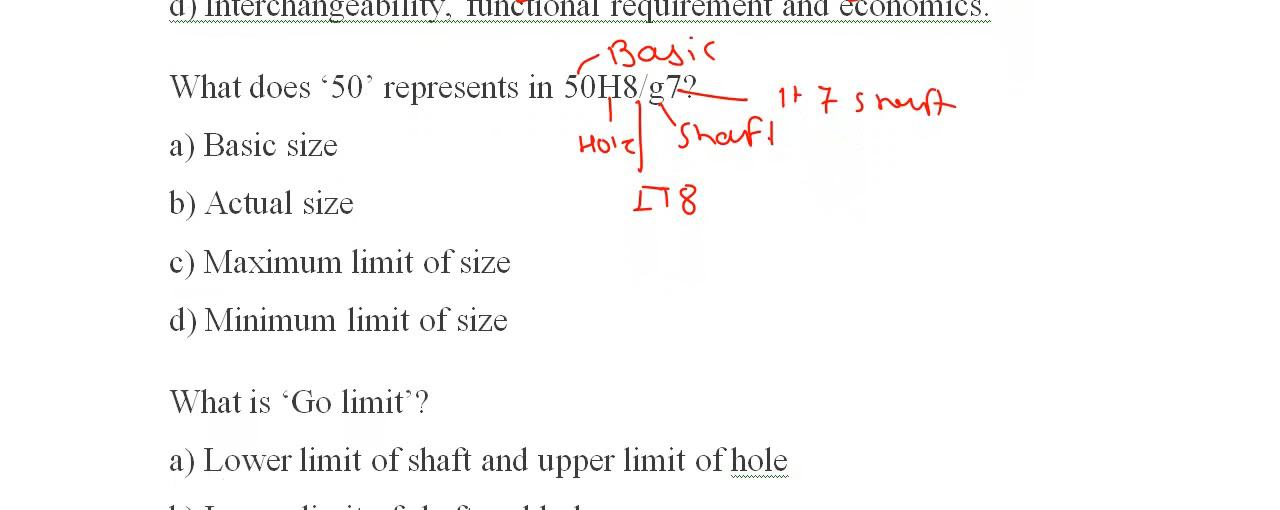 d) Interchangeability, functional requirement and economics.
Basic
What does ‘50’ represents in 50H8/g7?
1t 7 shaft
a) Basic size
Hole
Shaft
b) Actual size
IT8
c) Maximum limit of size
d) Minimum limit of size
What is ‘Go limit’?
a) Lower limit of shaft and upper limit of hole